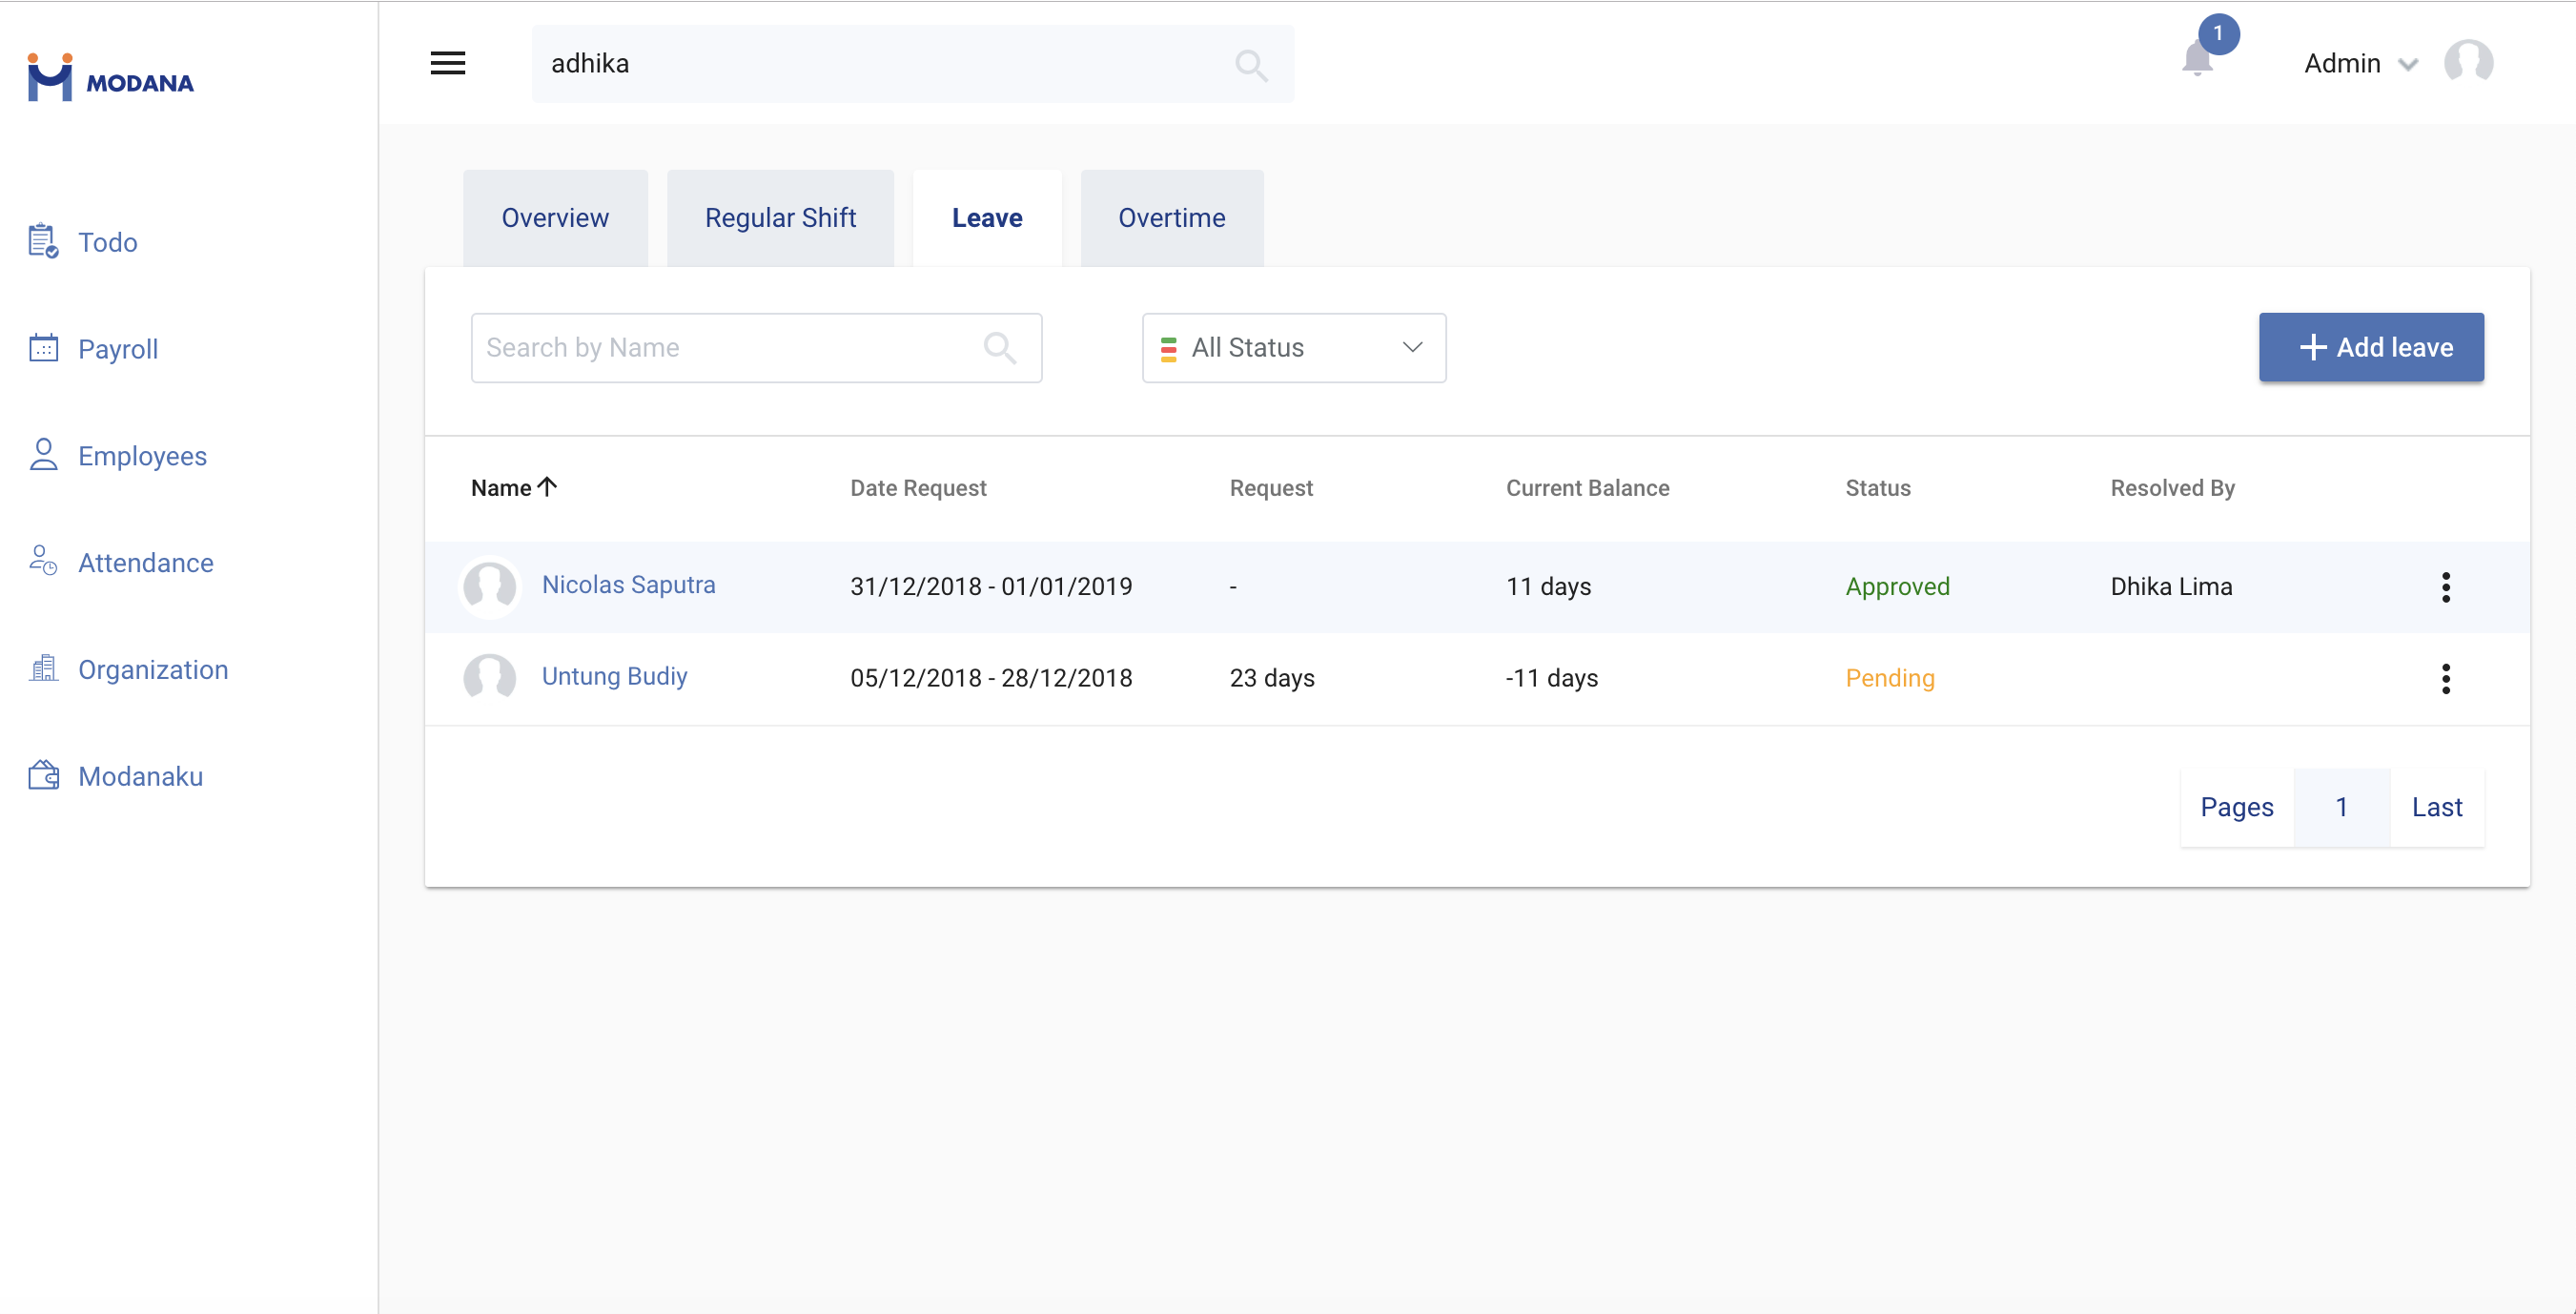 MODANA
adhika
1
Admin
Todo
Payroll
Employees
Attendance
Organization
Modanaku
Overview Regular Shift Leave Overtime
Search by Name All Status Add leave
Name Date Request Request Current Balance Status Resolved By
Nicolas Saputra 31/12/2018 - 01/01/2019 - 11 days Approved Dhika Lima
Untung Budiy 05/12/2018 - 28/12/2018 23 days -11 days Pending
Pages 1 Last